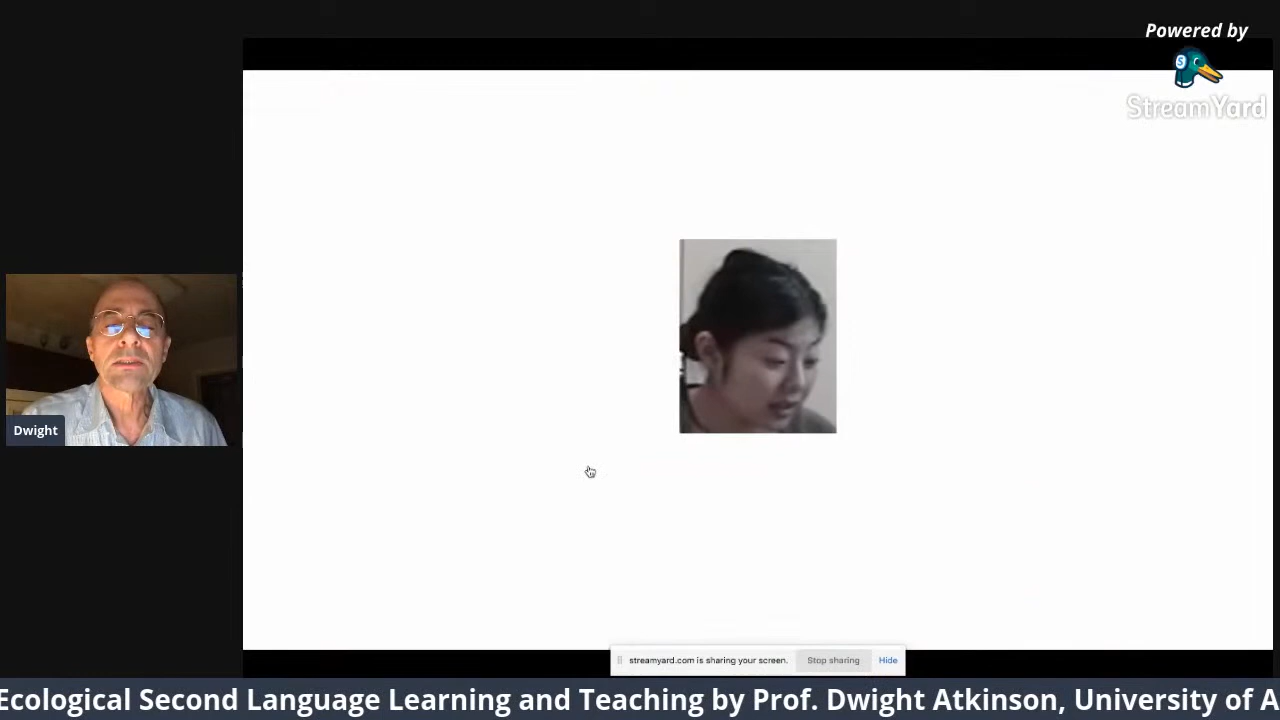 Powered by
StreamYard
Dwight
streamyard.com is sharing your screen. Stop sharing Hide
Ecological Second Language Learning and Teaching by Prof. Dwight Atkinson, University of A